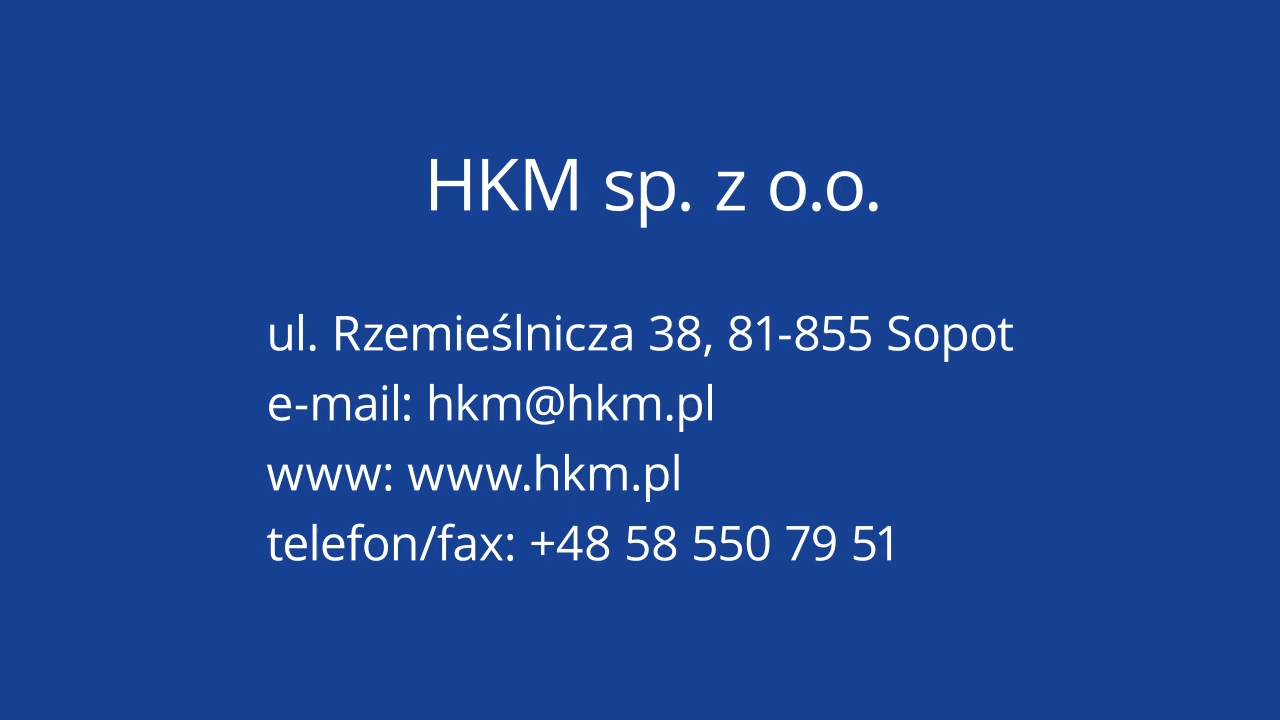 HKM sp. z o.o.
ul. Rzemieślnicza 38, 81-855 Sopot
e-mail: hkm@hkm.pl
www: www.hkm.pl
telefon/fax: +48 58 550 79 51